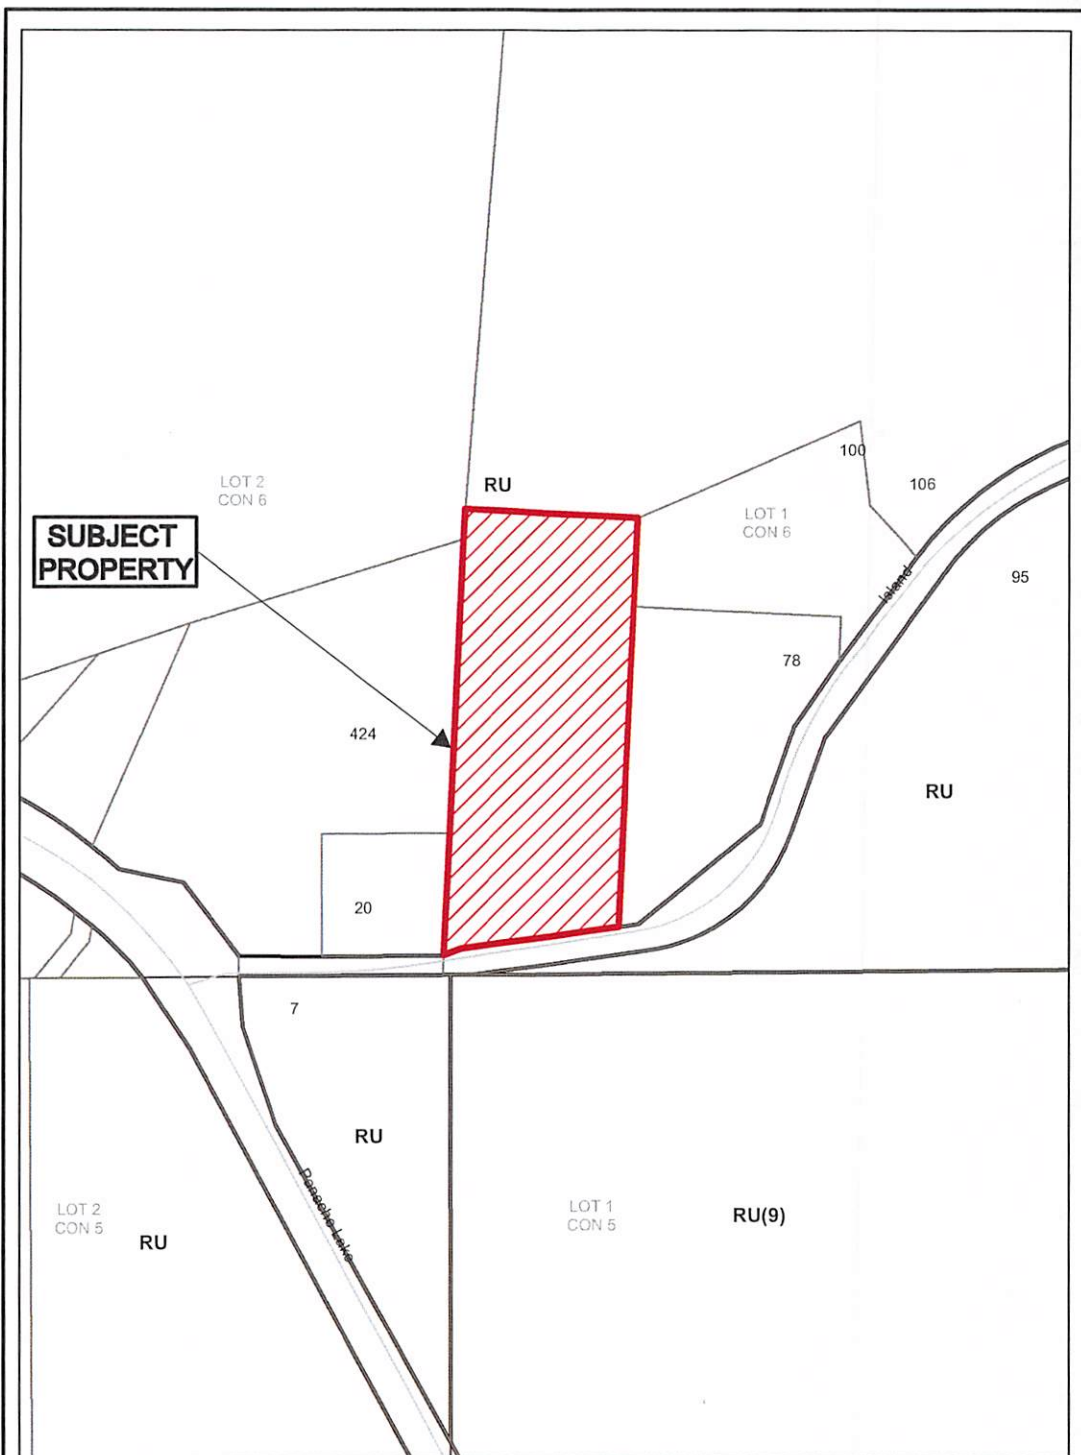 100
RU
106
LOT 2
CON 6
LOT 1
CON 6
SUBJECT
PROPERTY
Island
95
78
424
RU
20
7
RU
Panache Lake
LOT 2
CON 5
LOT 1
CON 5
RU(9)
RU